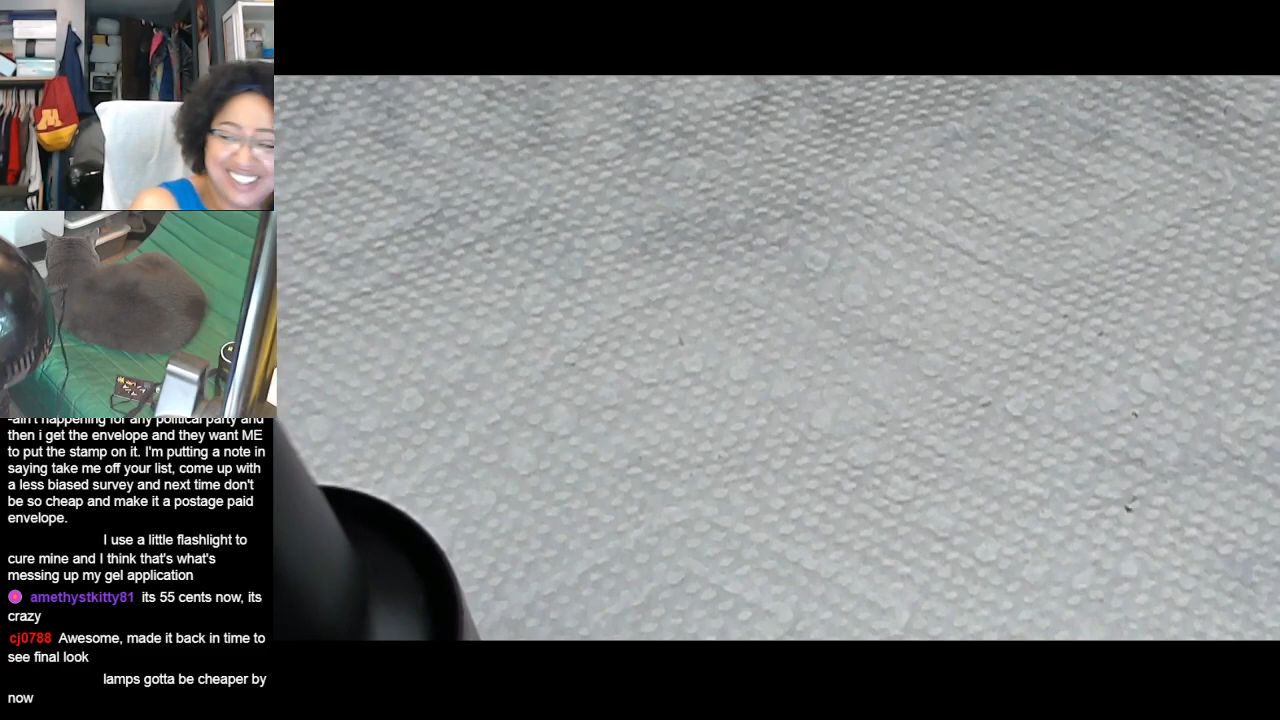 -ain't happening for any political party and
then i get the envelope and they want ME
to put the stamp on it. I'm putting a note in
saying take me off your list, come up with
a less biased survey and next time don't
be so cheap and make it a postage paid
envelope.
I use a little flashlight to
cure mine and I think that's what's
messing up my gel application
amethystkitty81 its 55 cents now, its
crazy
cj0788 Awesome, made it back in time to
see final look
lamps gotta be cheaper by
now
M